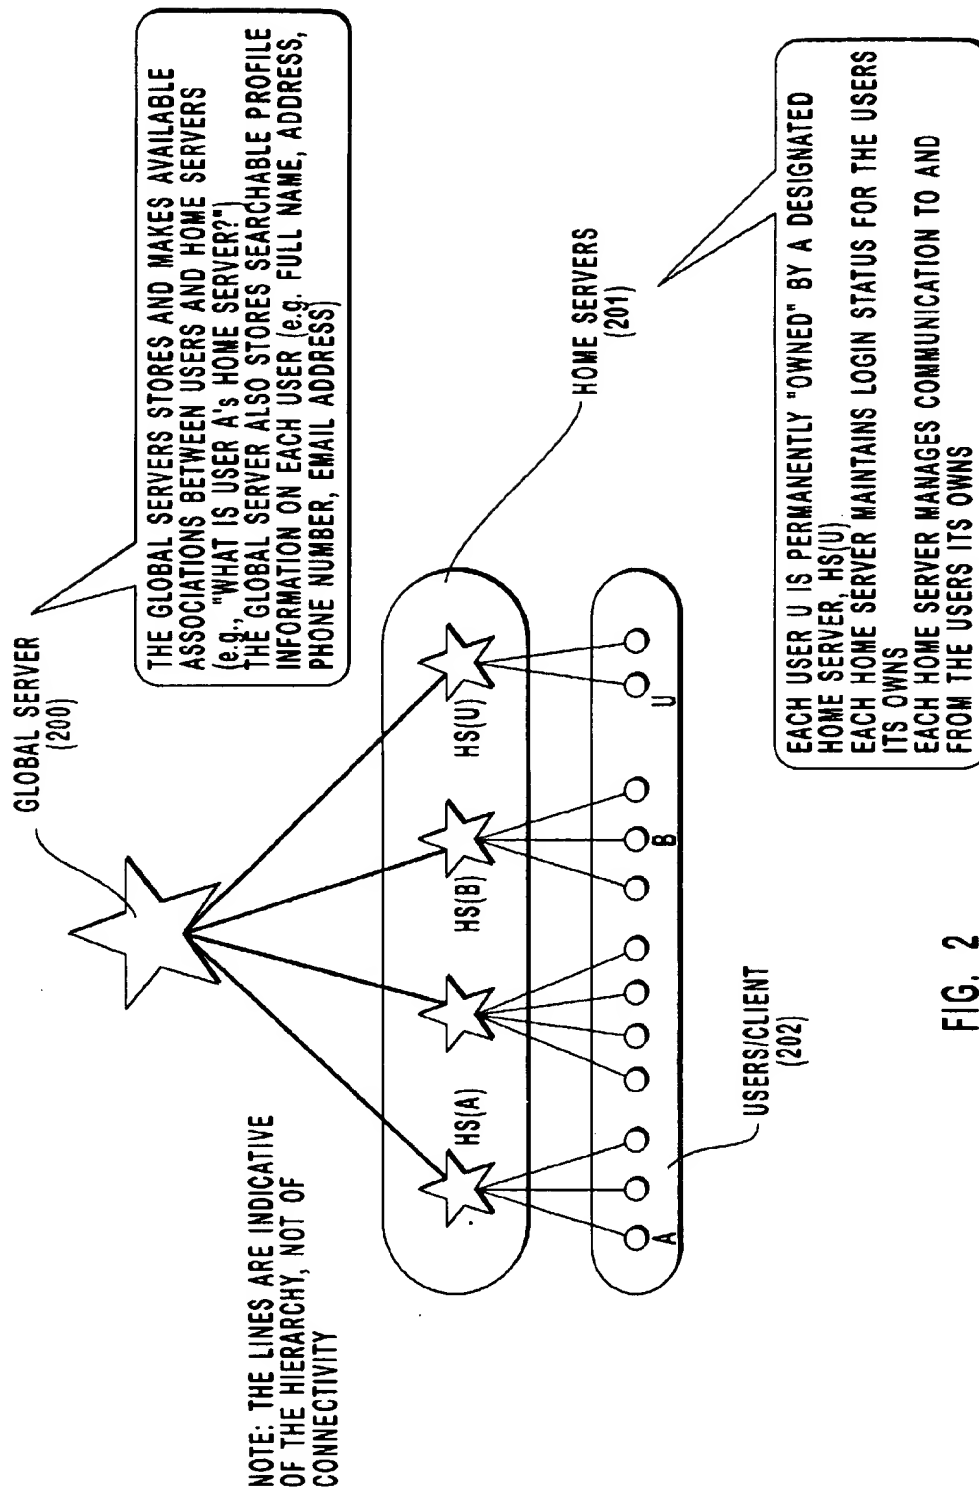 GLOBAL SERVER
(200)
THE GLOBAL SERVERS STORES AND MAKES AVAILABLE
ASSOCIATIONS BETWEEN USERS AND HOME SERVERS
(e.g., "WHAT IS USER A's HOME SERVER?")
THE GLOBAL SERVER ALSO STORES SEARCHABLE PROFILE
INFORMATION ON EACH USER (e.g. FULL NAME, ADDRESS,
PHONE NUMBER, EMAIL ADDRESS)
NOTE: THE LINES ARE INDICATIVE
OF THE HIERARCHY, NOT OF
CONNECTIVITY
HS(A)
HS(B)
HS(U)
HOME SERVERS
(201)
A
B
U
USERS/CLIENT
(202)
EACH USER U IS PERMANENTLY "OWNED" BY A DESIGNATED
HOME SERVER, HS(U)
EACH HOME SERVER MAINTAINS LOGIN STATUS FOR THE USERS
ITS OWNS
EACH HOME SERVER MANAGES COMMUNICATION TO AND
FROM THE USERS ITS OWNS
FIG. 2